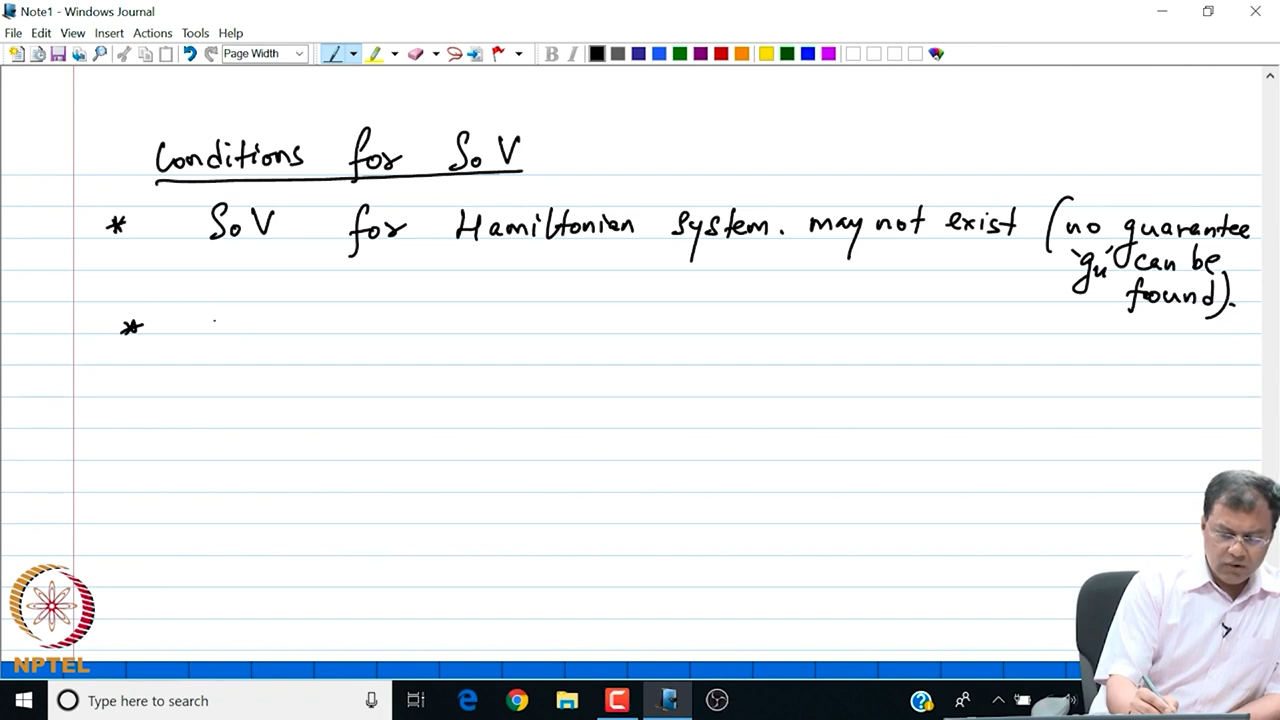 Note1 - Windows Journal
File Edit View Insert Actions Tools Help
Page Width
B I
Conditions for SoV
* SoV for Hamiltonian system. may not exist (no guarantee
'gn' can be
found).
*
NPTEL
Type here to search